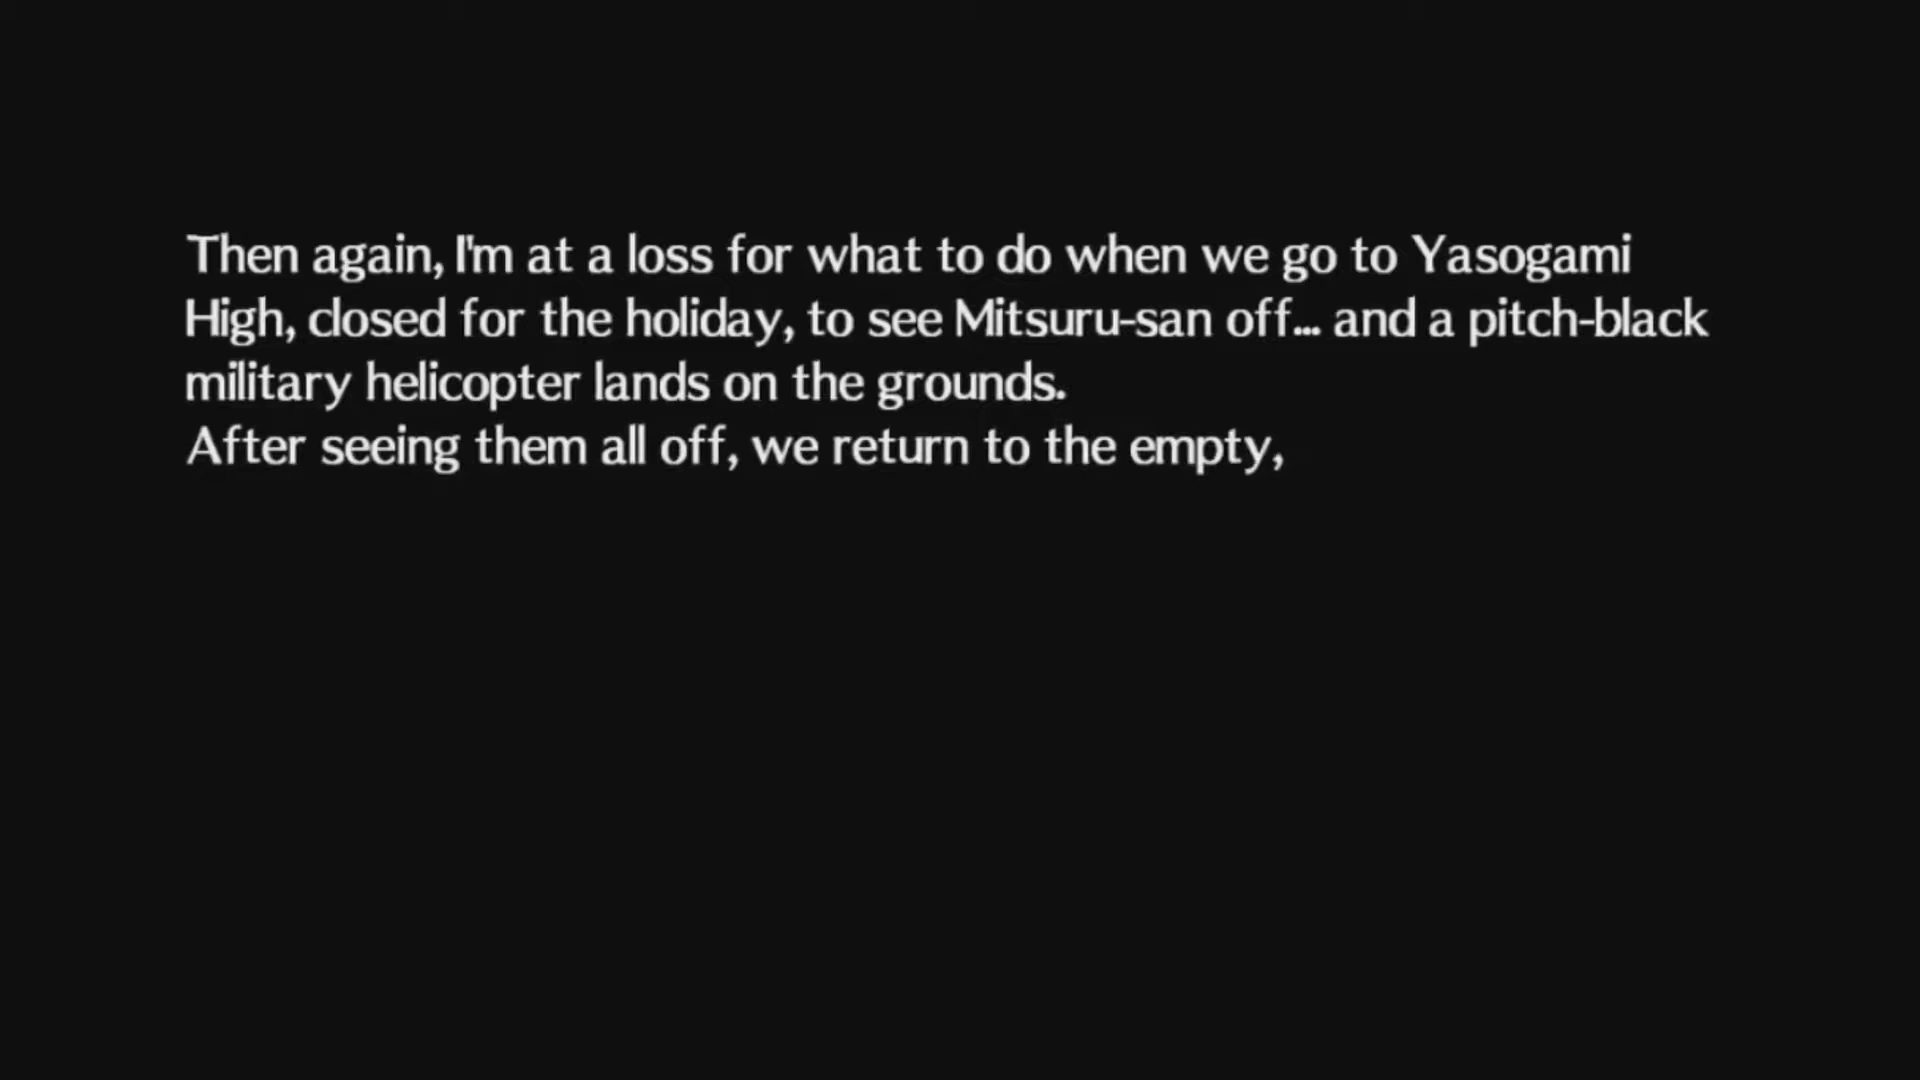 Then again, I'm at a loss for what to do when we go to Yasogami
High, closed for the holiday, to see Mitsuru-san off... and a pitch-black
military helicopter lands on the grounds.
After seeing them all off, we return to the empty,